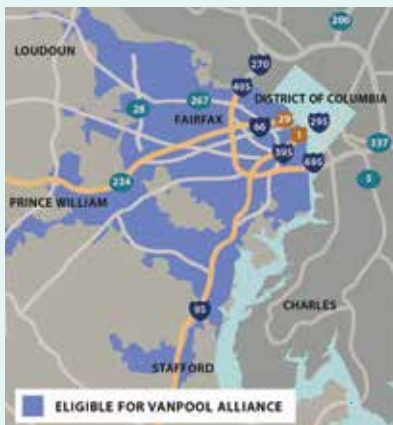 200
LOUDOUN
270
495
267
28
DISTRICT OF COLUMBIA
29
FAIRFAX
66
1
295
395
337
495
234
5
PRINCE WILLIAM
95
CHARLES
STAFFORD
ELIGIBLE FOR VANPOOL ALLIANCE